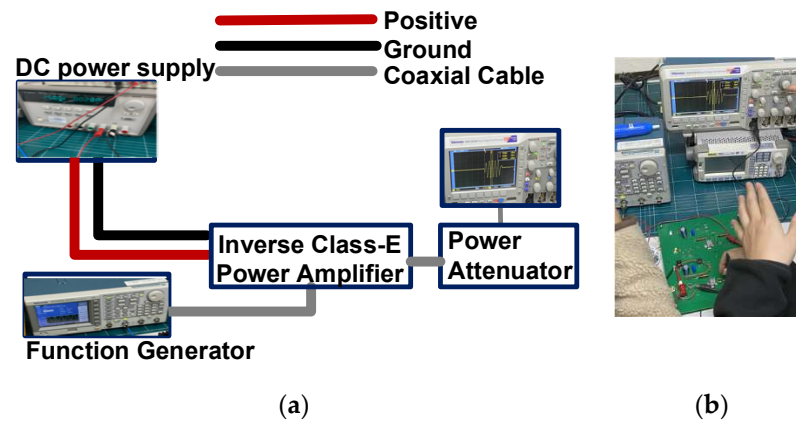 Positive
Ground
Coaxial Cable
DC power supply
Inverse Class-E
Power Amplifier
Power
Attenuator
Function Generator
(a)
(b)